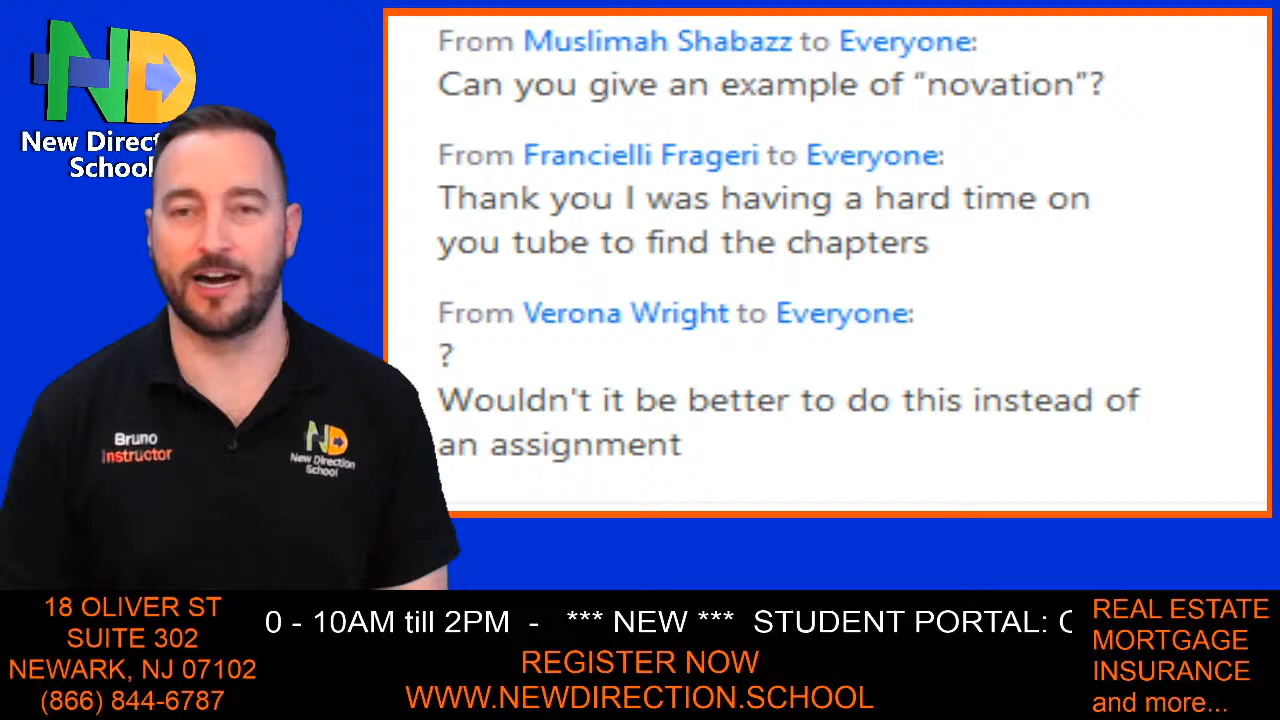 ND
New Direct
School
From Muslimah Shabazz to Everyone:
Can you give an example of “novation”?
From Francielli Frageri to Everyone:
Thank you I was having a hard time on
you tube to find the chapters
From Verona Wright to Everyone:
?
Wouldn't it be better to do this instead of
an assignment
Bruno
Instructor
ND
New Direction
School
18 OLIVER ST
SUITE 302
NEWARK, NJ 07102
(866) 844-6787
0 - 10AM till 2PM - *** NEW *** STUDENT PORTAL:
REGISTER NOW
WWW.NEWDIRECTION.SCHOOL
REAL ESTATE
MORTGAGE
INSURANCE
and more...